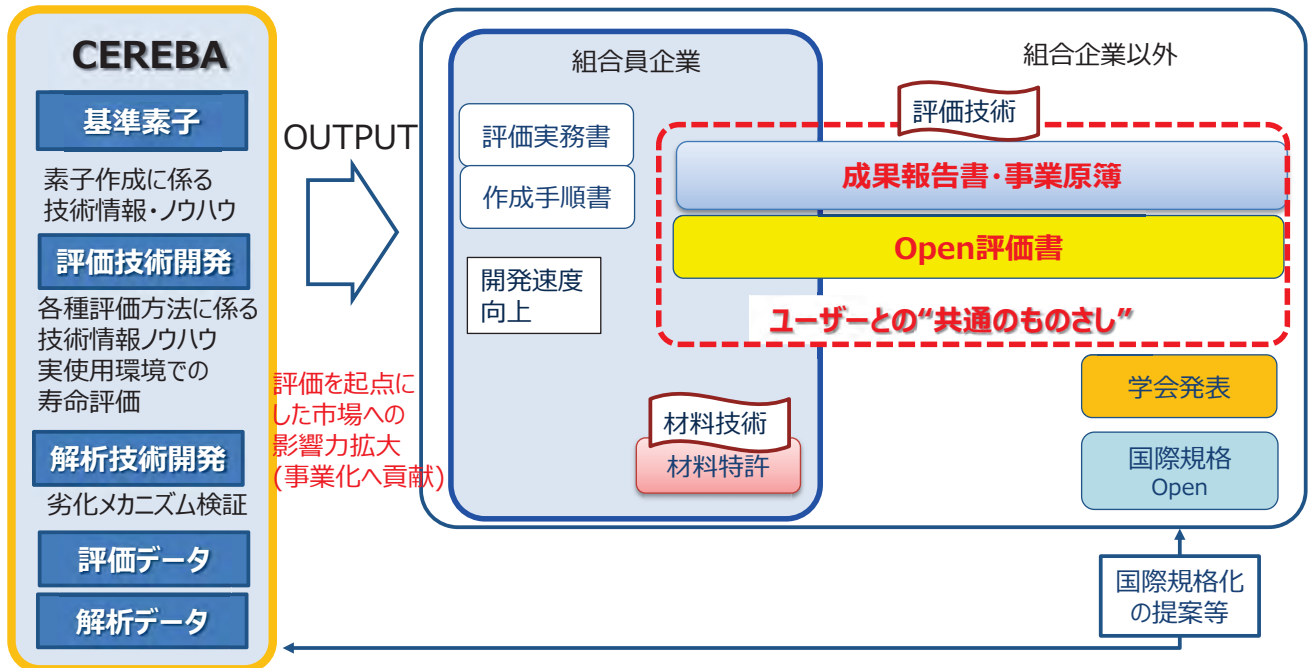 CEREBA
基準素子
素子作成に係る
技術情報・ノウハウ
評価技術開発
各種評価方法に係る
技術情報ノウハウ
実使用環境での
寿命評価
解析技術開発
劣化メカニズム検証
評価データ
解析データ
OUTPUT
評価を起点に
した市場への
影響力拡大
(事業化へ貢献)
組合員企業
評価実務書
作成手順書
開発速度
向上
材料技術
材料特許
組合企業以外
評価技術
成果報告書・事業原簿
Open評価書
ユーザーとの“共通のものさし”
学会発表
国際規格
Open
国際規格化
の提案等